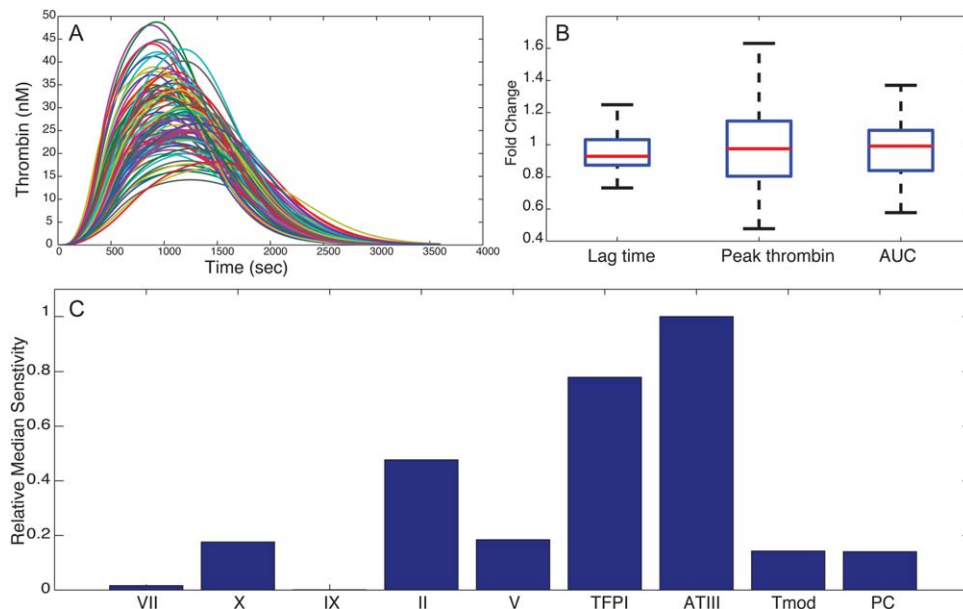 A
Thrombin (nM)
50
45
40
35
30
25
20
15
10
5
0
0 500 1000 1500 2000 2500 3000 3500 4000
Time (sec)
B
Fold Change
1.6
1.4
1.2
1
0.8
0.6
0.4
Lag time Peak thrombin AUC
C
Relative Median Senstivity
1
0.8
0.6
0.4
0.2
0
VII X IX II V TFPI ATIII Tmod PC